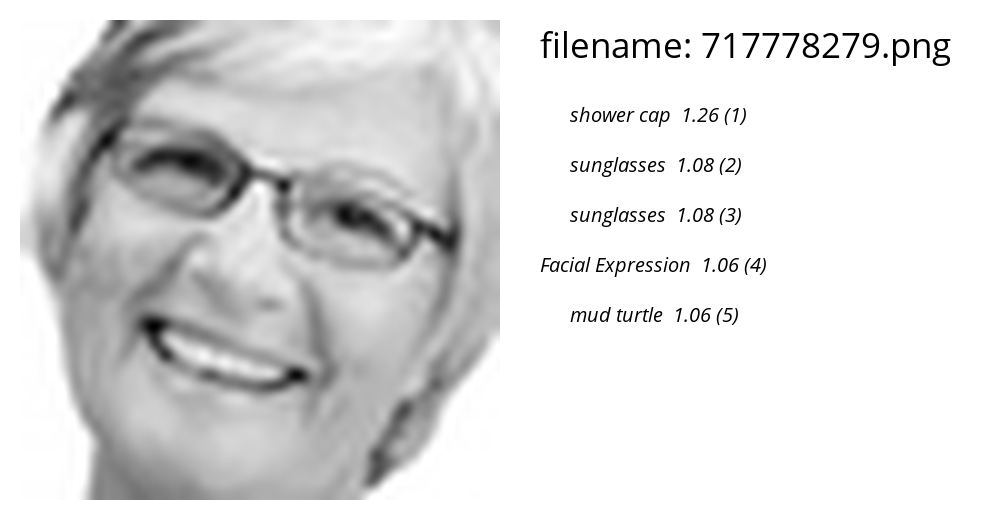 filename: 717778279.png
shower cap 1.26 (1)
sunglasses 1.08 (2)
sunglasses 1.08 (3)
Facial Expression 1.06 (4)
mud turtle 1.06 (5)